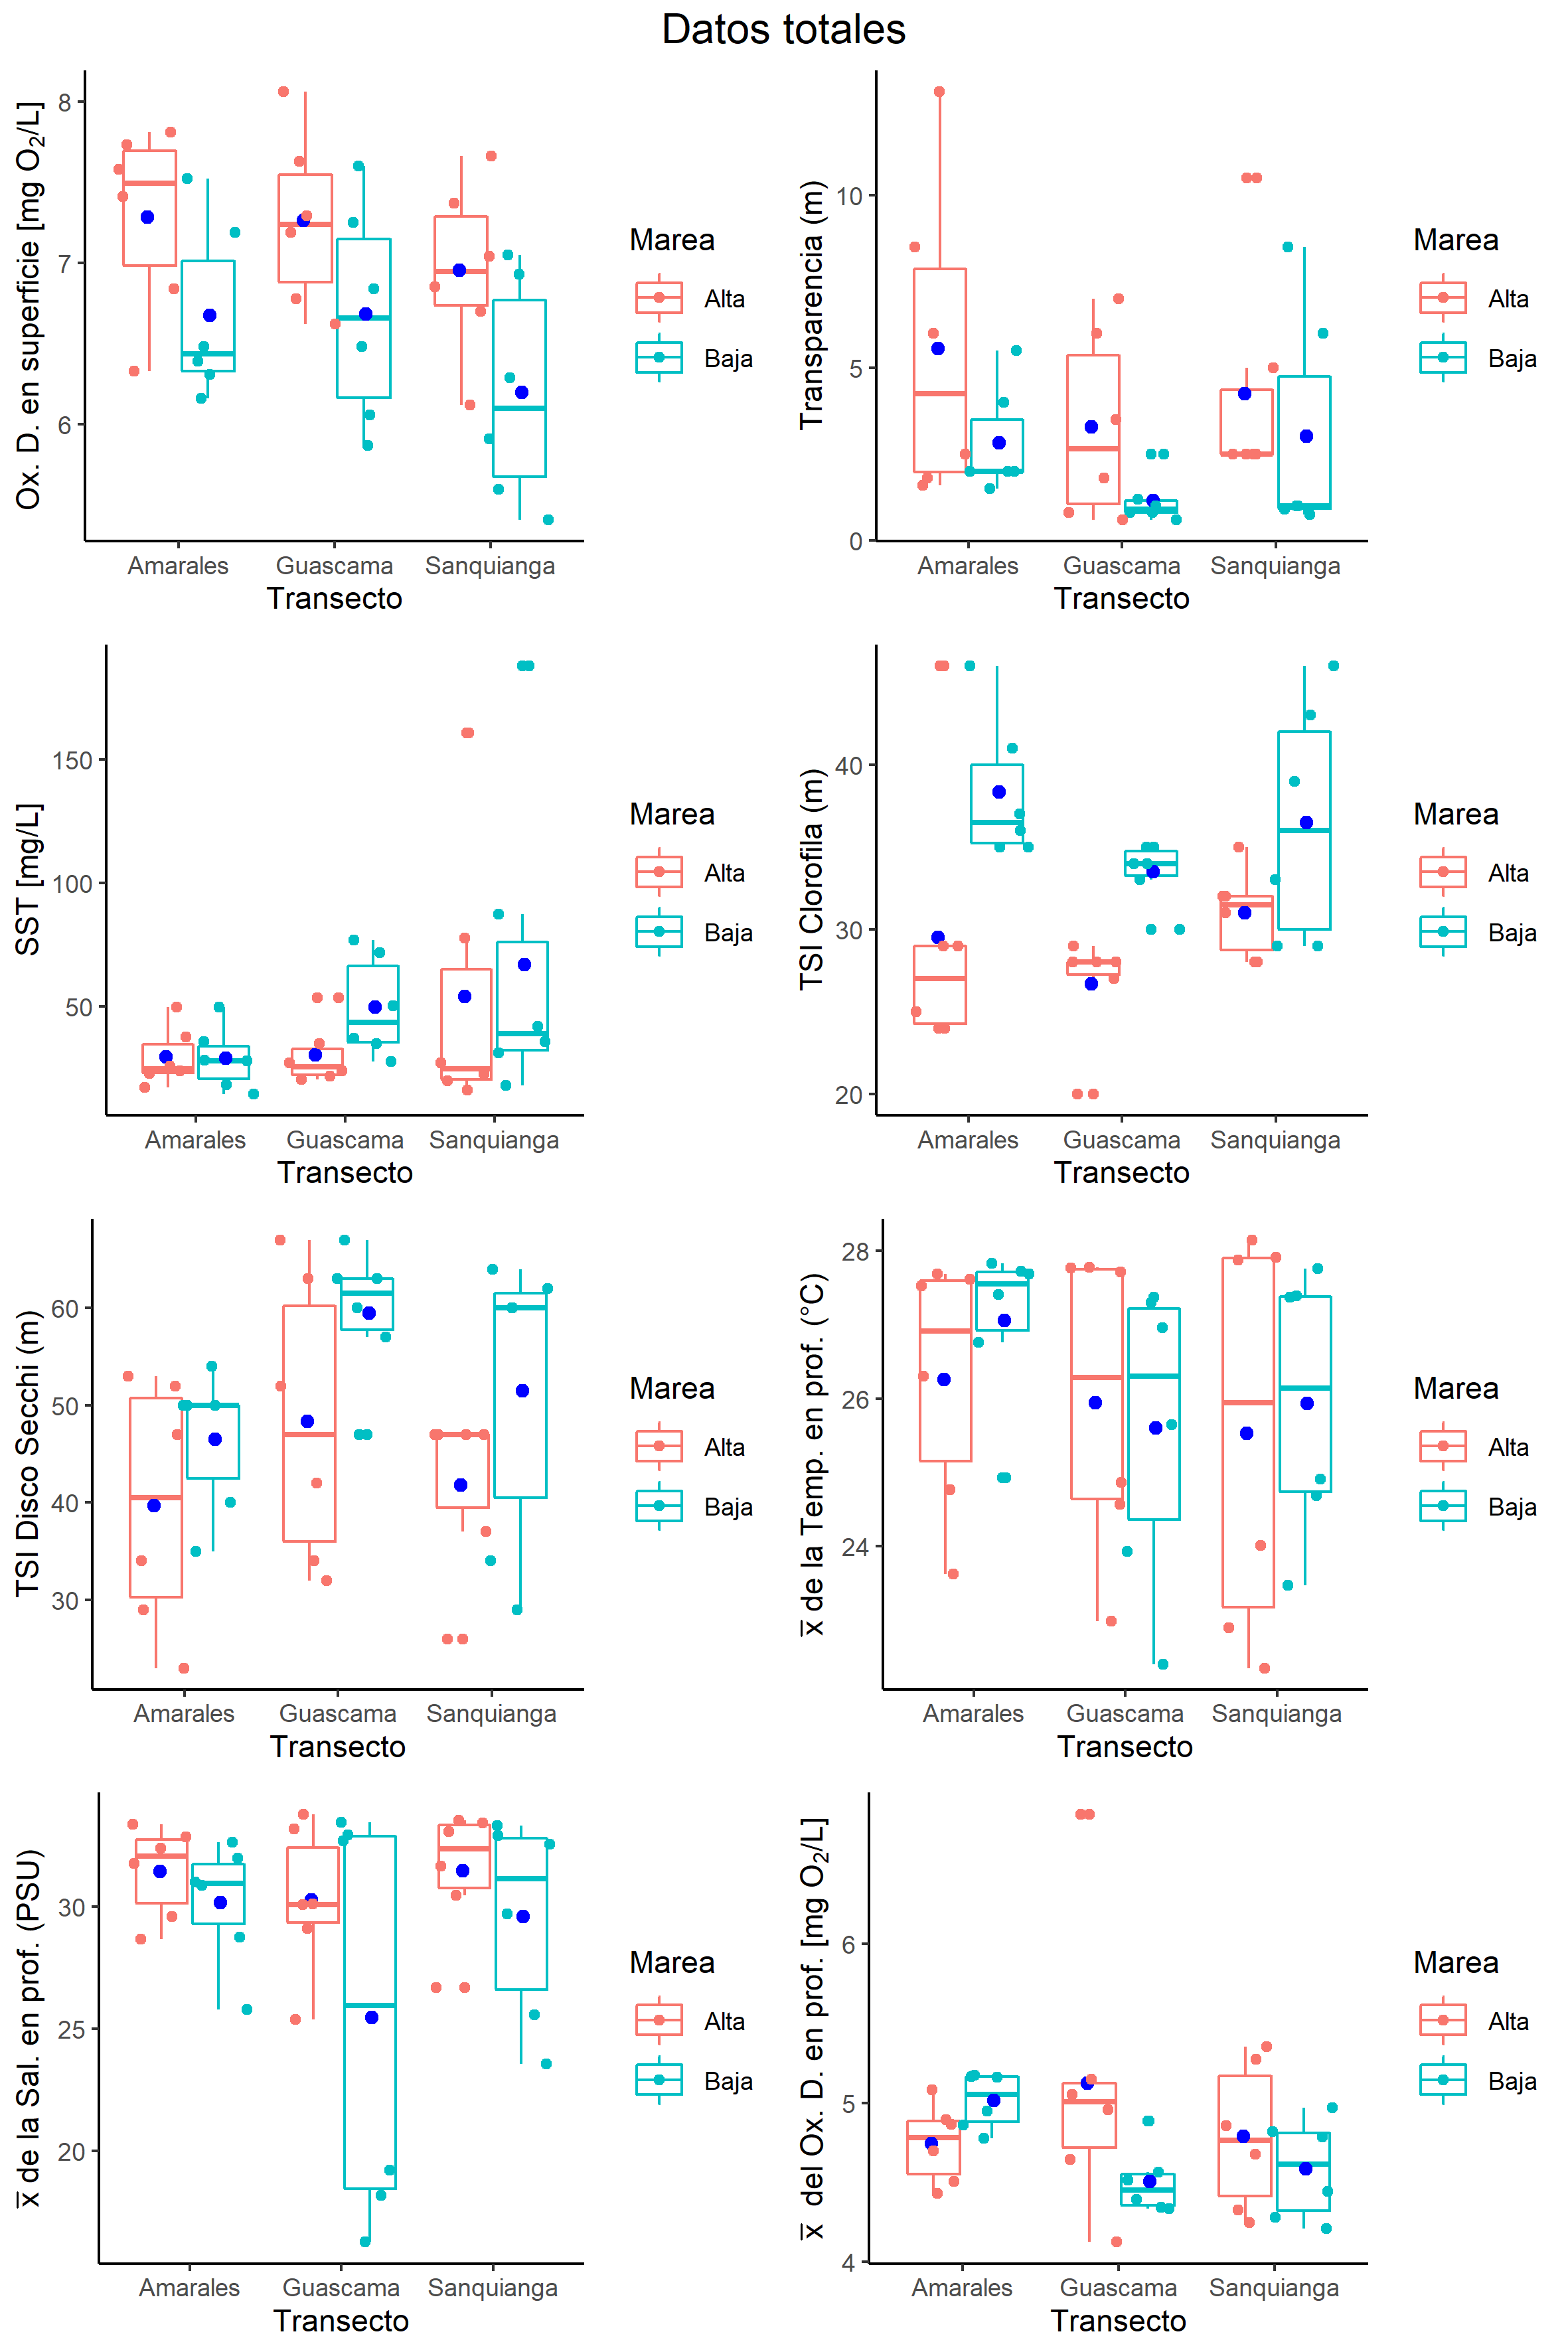 Datos totales
Ox. D. en superficie [mg O₂/L]
8
7
6
Amarales Guascama Sanquianga
Transecto
Marea
Alta
Baja
Transparencia (m)
10
5
0
Amarales Guascama Sanquianga
Transecto
Marea
Alta
Baja
SST [mg/L]
150
100
50
Amarales Guascama Sanquianga
Transecto
Marea
Alta
Baja
TSI Clorofila (m)
40
30
20
Amarales Guascama Sanquianga
Transecto
Marea
Alta
Baja
TSI Disco Secchi (m)
60
50
40
30
Amarales Guascama Sanquianga
Transecto
Marea
Alta
Baja
x̅ de la Temp. en prof. (°C)
28
26
24
Amarales Guascama Sanquianga
Transecto
Marea
Alta
Baja
x̅ de la Sal. en prof. (PSU)
30
25
20
Amarales Guascama Sanquianga
Transecto
Marea
Alta
Baja
x̅ del Ox. D. en prof. [mg O₂/L]
6
5
4
Amarales Guascama Sanquianga
Transecto
Marea
Alta
Baja